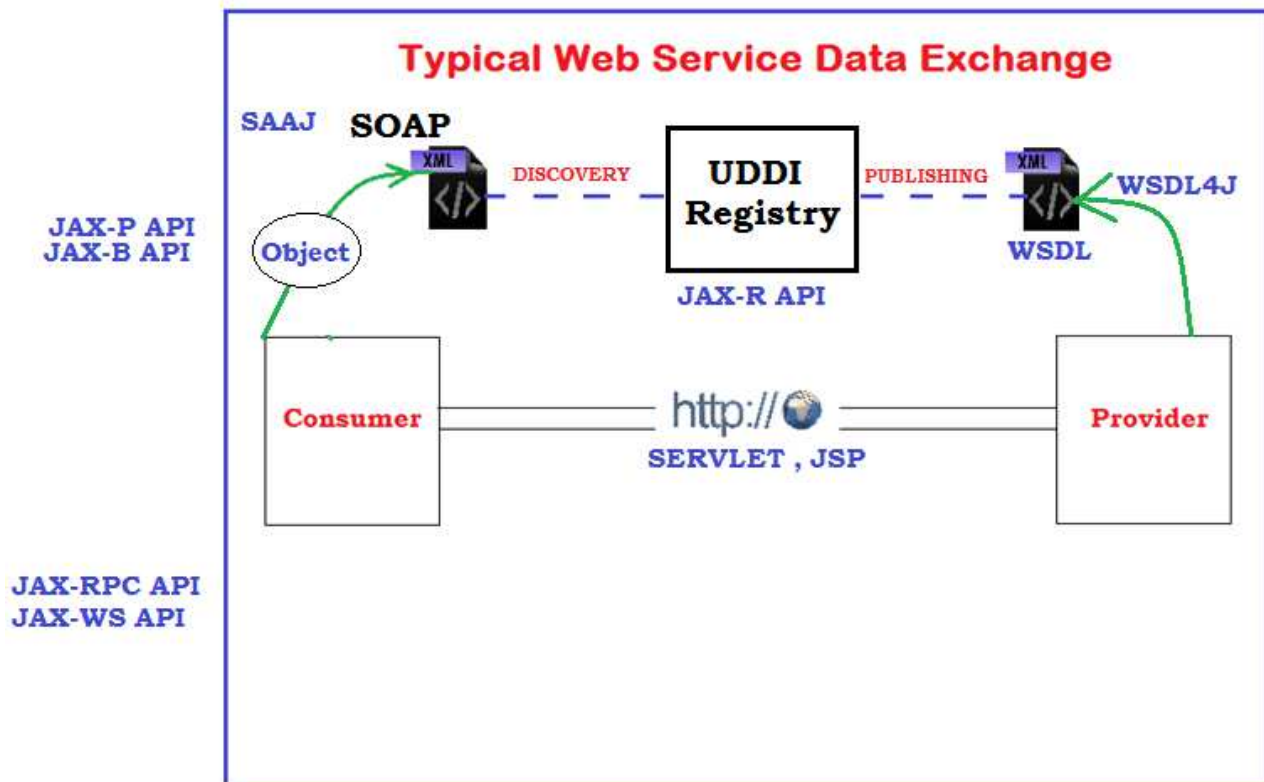 Typical Web Service Data Exchange
SAAJ
SOAP
XML
</>
DISCOVERY
UDDI
Registry
PUBLISHING
XML
</>
WSDL4J
WSDL
JAX-P API
JAX-B API
Object
JAX-R API
Consumer
http://
SERVLET , JSP
Provider
JAX-RPC API
JAX-WS API